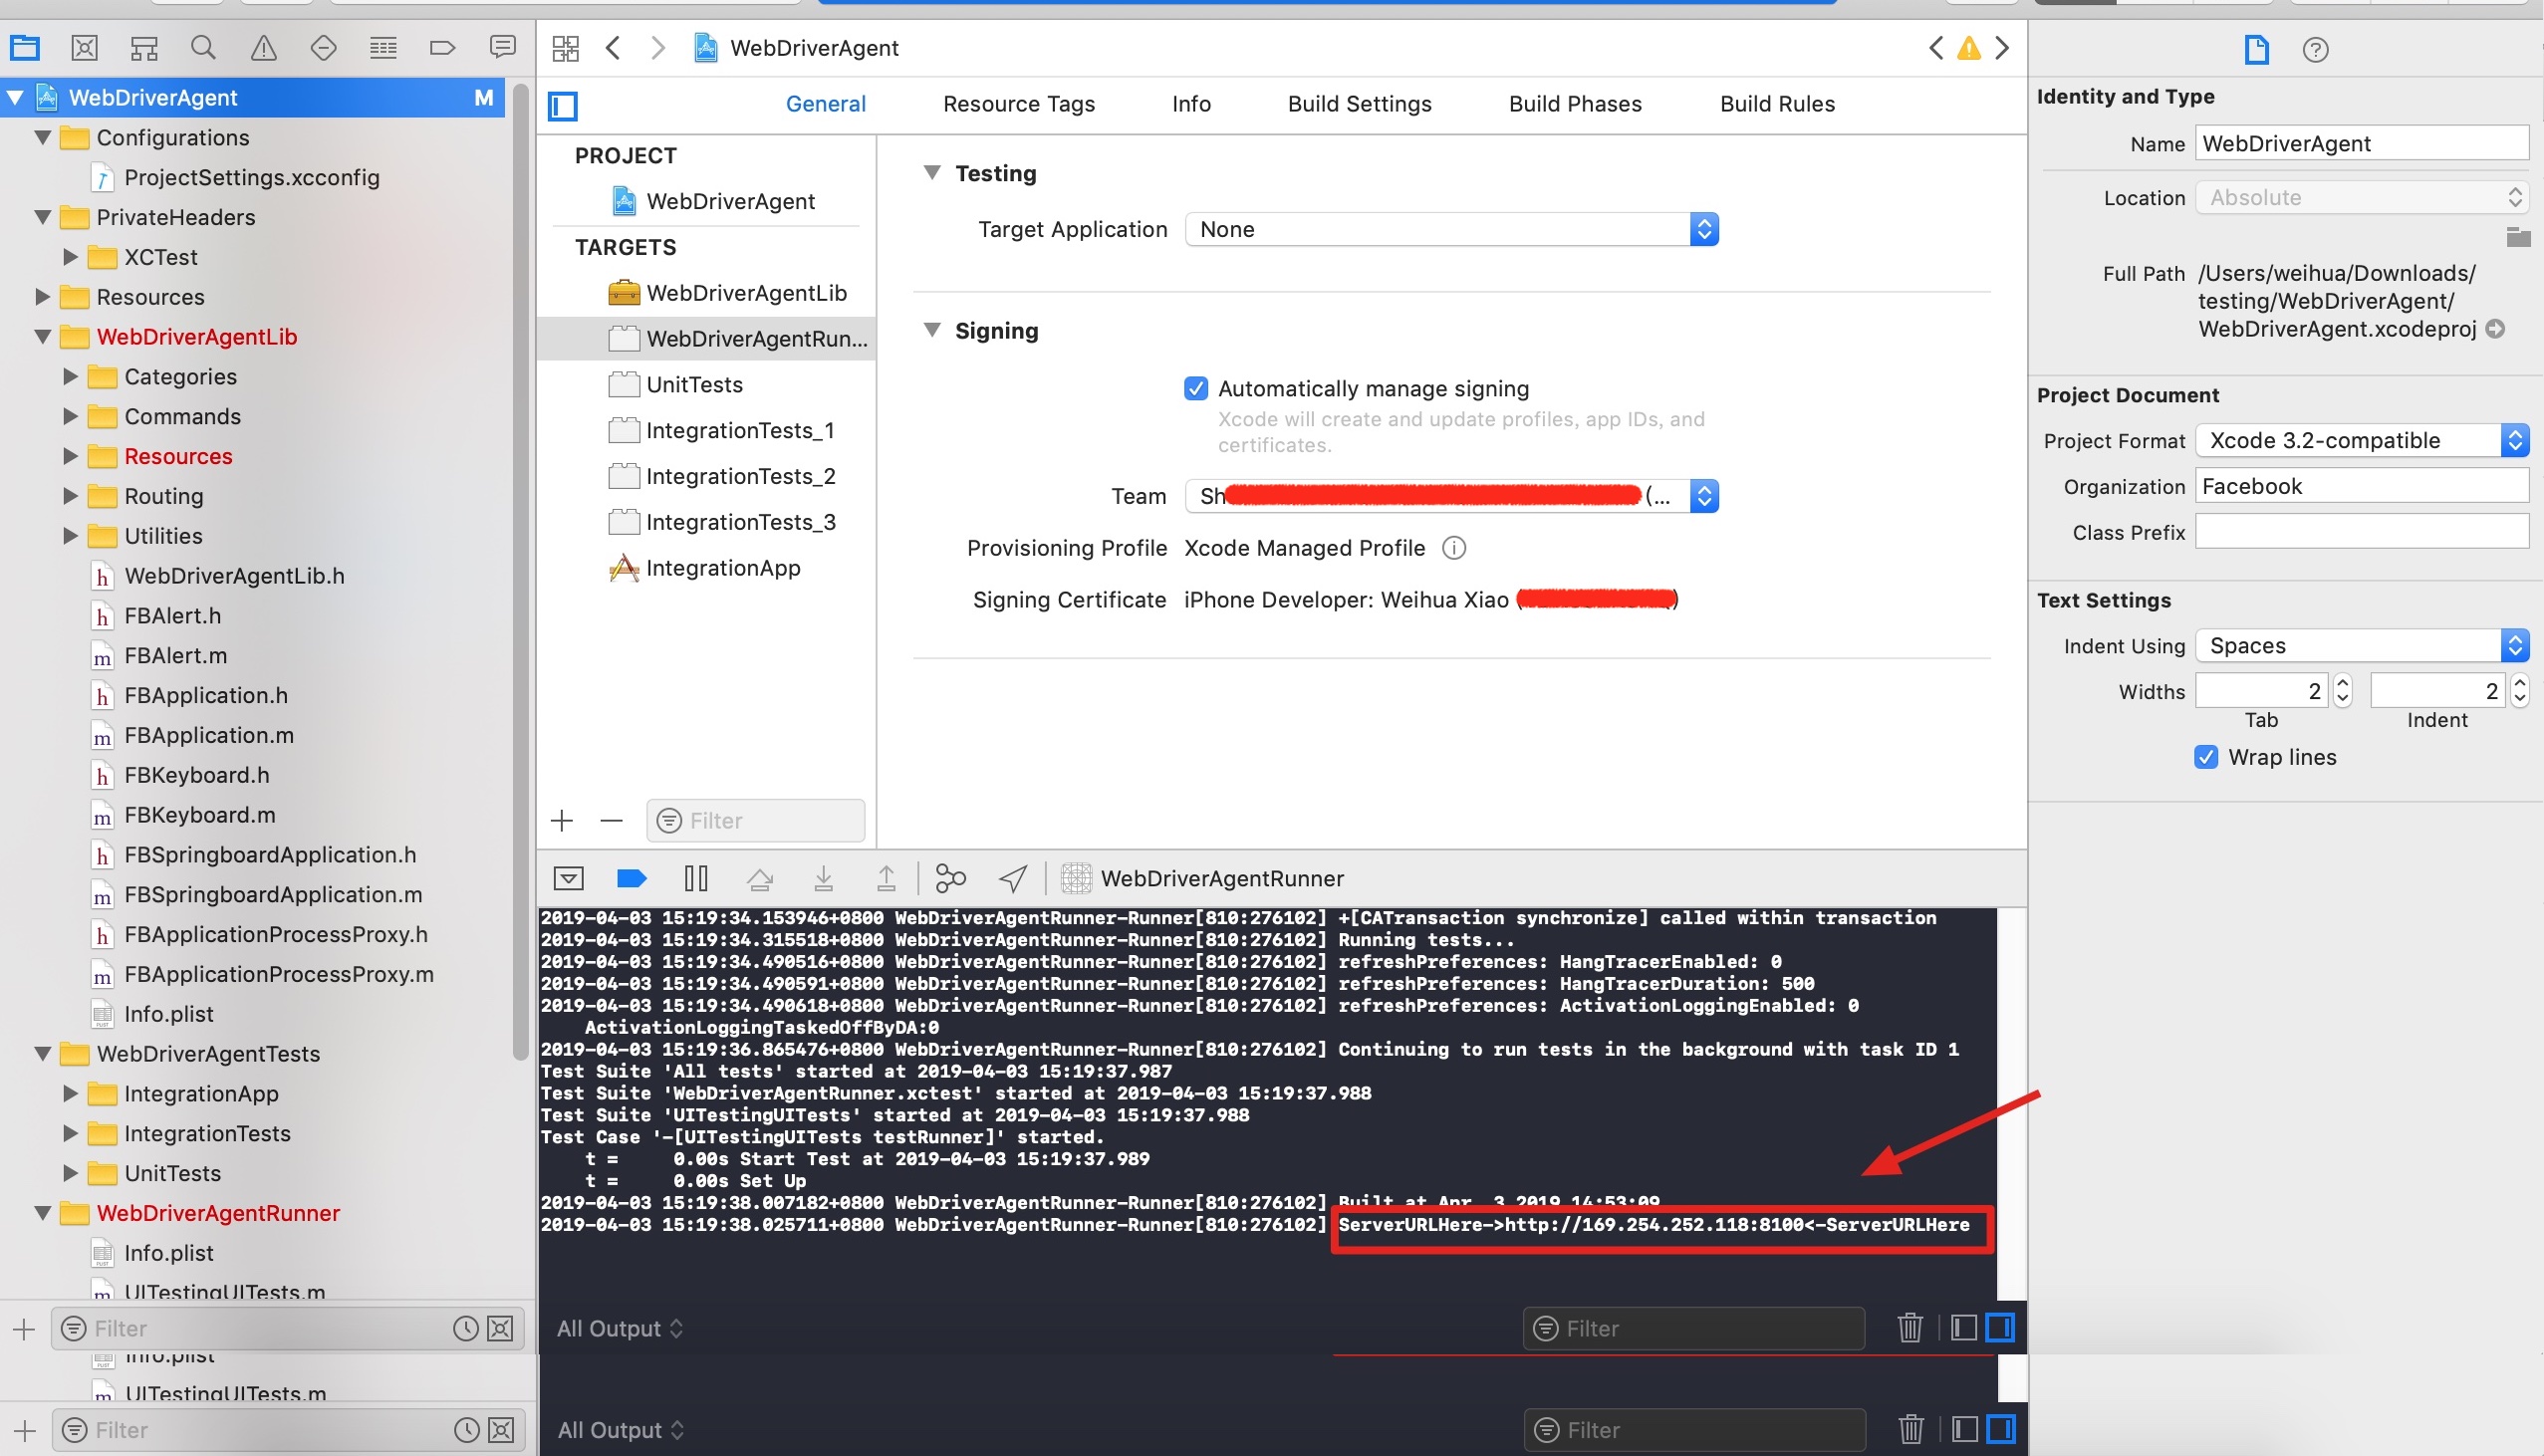 WebDriverAgent
M
Configurations
ProjectSettings.xcconfig
PrivateHeaders
XCTest
Resources
WebDriverAgentLib
Categories
Commands
Resources
Routing
Utilities
WebDriverAgentLib.h
FBAlert.h
FBAlert.m
FBApplication.h
FBApplication.m
FBKeyboard.h
FBKeyboard.m
FBSpringboardApplication.h
FBSpringboardApplication.m
FBApplicationProcessProxy.h
FBApplicationProcessProxy.m
Info.plist
WebDriverAgentTests
IntegrationApp
IntegrationTests
UnitTests
WebDriverAgentRunner
Info.plist
UITestingUITests.m
Filter
Info.plist
UITestingUITests.m
Filter
WebDriverAgent
General Resource Tags Info Build Settings Build Phases Build Rules
PROJECT
WebDriverAgent
TARGETS
WebDriverAgentLib
WebDriverAgentRun...
UnitTests
IntegrationTests_1
IntegrationTests_2
IntegrationTests_3
IntegrationApp
Filter
Testing
Target Application None
Signing
Automatically manage signing
Xcode will create and update profiles, app IDs, and
certificates.
Team Sh (...
Provisioning Profile Xcode Managed Profile
Signing Certificate iPhone Developer: Weihua Xiao ( )
WebDriverAgentRunner
2019-04-03 15:19:34.153946+0800 WebDriverAgentRunner-Runner[810:276102] +[CATransaction synchronize] called within transaction
2019-04-03 15:19:34.315518+0800 WebDriverAgentRunner-Runner[810:276102] Running tests...
2019-04-03 15:19:34.490516+0800 WebDriverAgentRunner-Runner[810:276102] refreshPreferences: HangTracerEnabled: 0
2019-04-03 15:19:34.490591+0800 WebDriverAgentRunner-Runner[810:276102] refreshPreferences: HangTracerDuration: 500
2019-04-03 15:19:34.490618+0800 WebDriverAgentRunner-Runner[810:276102] refreshPreferences: ActivationLoggingEnabled: 0
ActivationLoggingTaskedOffByDA:0
2019-04-03 15:19:36.865476+0800 WebDriverAgentRunner-Runner[810:276102] Continuing to run tests in the background with task ID 1
Test Suite 'All tests' started at 2019-04-03 15:19:37.987
Test Suite 'WebDriverAgentRunner.xctest' started at 2019-04-03 15:19:37.988
Test Suite 'UITestingUITests' started at 2019-04-03 15:19:37.988
Test Case '-[UITestingUITests testRunner]' started.
t = 0.00s Start Test at 2019-04-03 15:19:37.989
t = 0.00s Set Up
2019-04-03 15:19:38.007182+0800 WebDriverAgentRunner-Runner[810:276102] Built at Apr 3 2019 14:53:09
2019-04-03 15:19:38.025711+0800 WebDriverAgentRunner-Runner[810:276102] ServerURLHere->http://169.254.252.118:8100<-ServerURLHere
All Output Filter
All Output Filter
Identity and Type
Name WebDriverAgent
Location Absolute
Full Path /Users/weihua/Downloads/
testing/WebDriverAgent/
WebDriverAgent.xcodeproj
Project Document
Project Format Xcode 3.2-compatible
Organization Facebook
Class Prefix
Text Settings
Indent Using Spaces
Widths 2 2
Tab Indent
Wrap lines